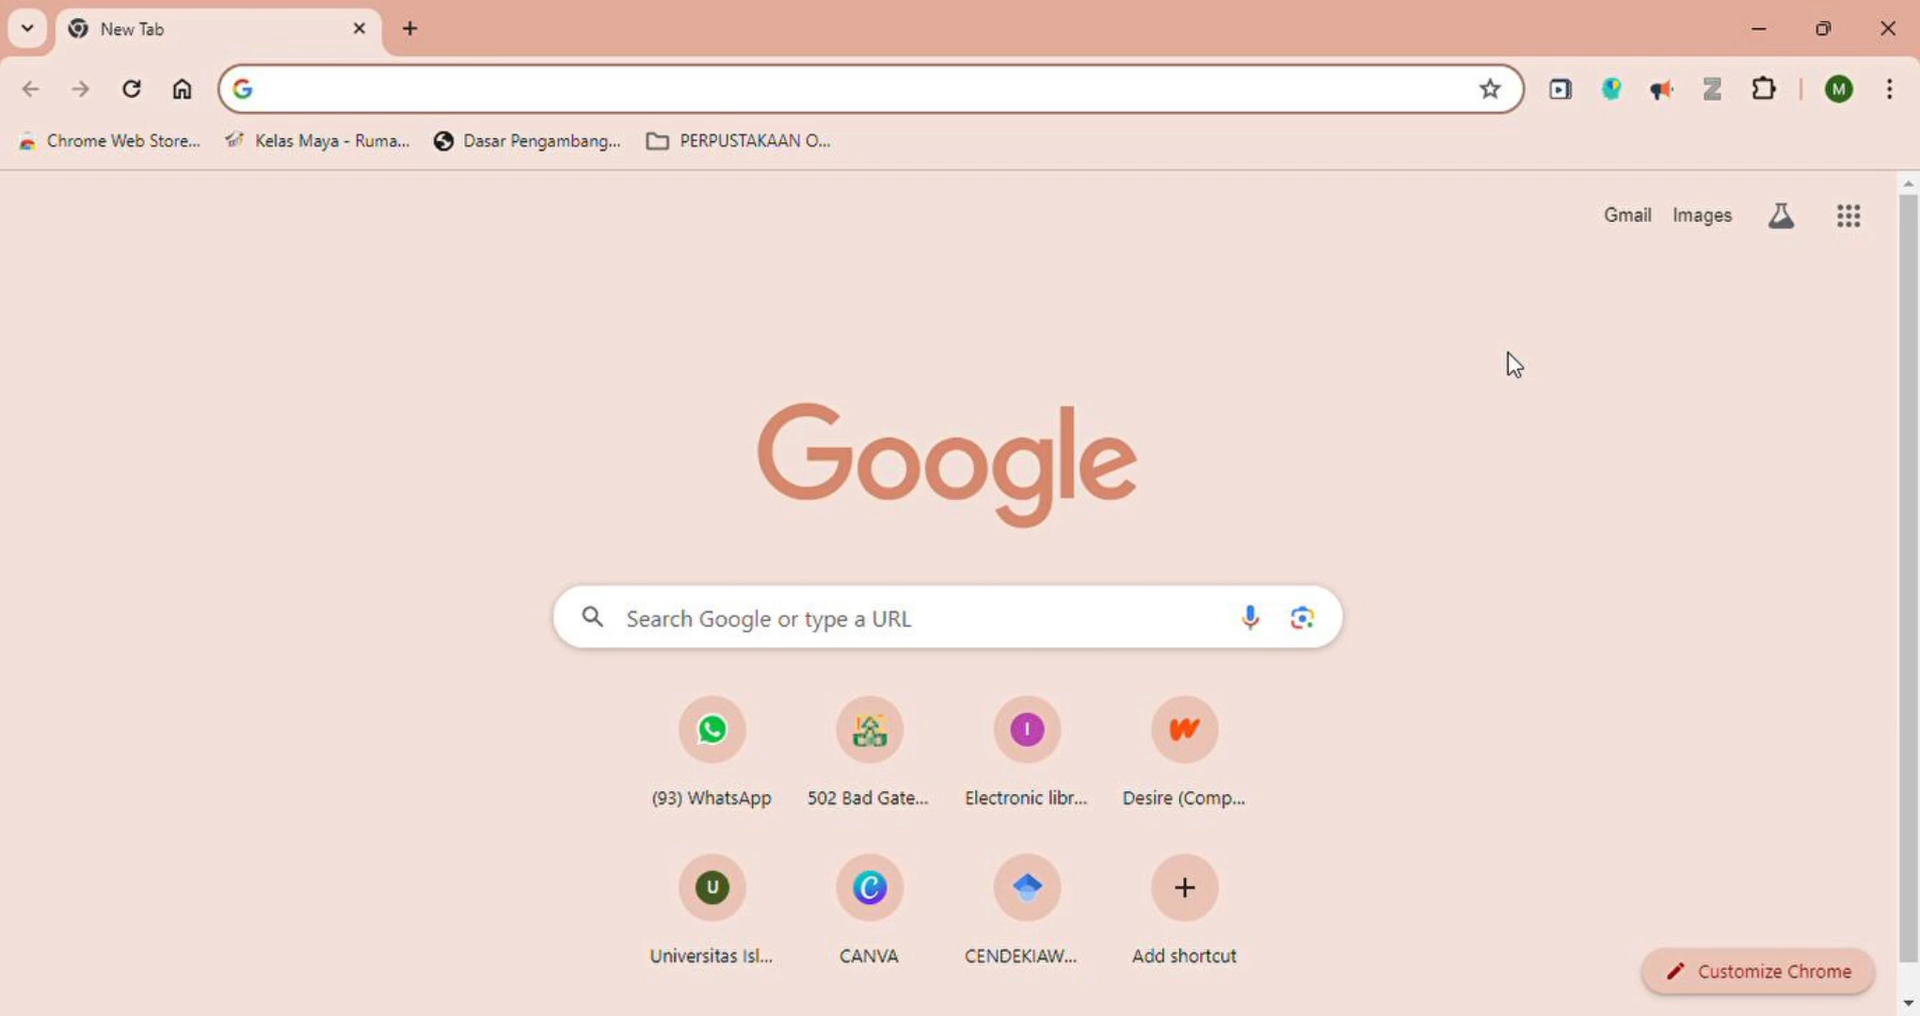 New Tab
Chrome Web Store...
Kelas Maya - Ruma...
Dasar Pengambang...
PERPUSTAKAAN O...
M
Gmail
Images
Google
Search Google or type a URL
(93) WhatsApp
502 Bad Gate...
I
Electronic libr...
Desire (Comp...
U
Universitas Isl...
CANVA
CENDEKIAW...
Add shortcut
Customize Chrome